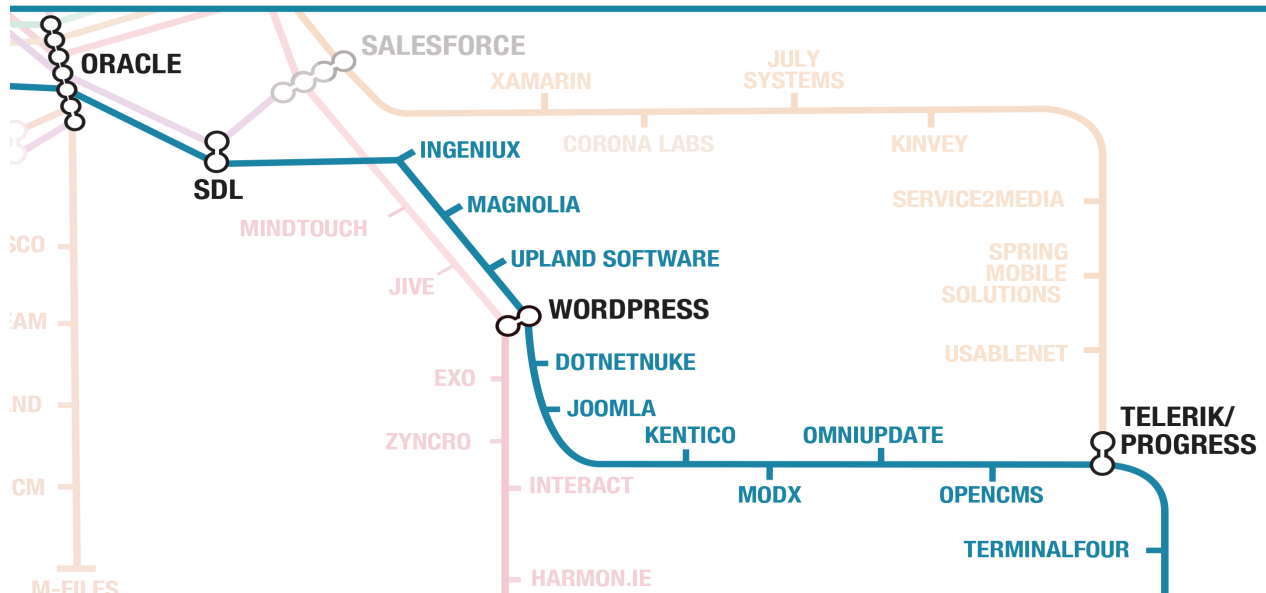 SALESFORCE
ORACLE
JULY
SYSTEMS
XAMARIN
CORONA LABS
KINVEY
INGENIUX
SDL
MAGNOLIA
SERVICE2MEDIA
MINDTOUCH
SPRING
MOBILE
SOLUTIONS
UPLAND SOFTWARE
JIVE
WORDPRESS
USABLENET
DOTNETNUKE
EXO
JOOMLA
TELERIK/
PROGRESS
KENTICO
OMNIUPDATE
ZYNCRO
INTERACT
MODX
OPENCMS
TERMINALFOUR
HARMON.IE
M-FILES